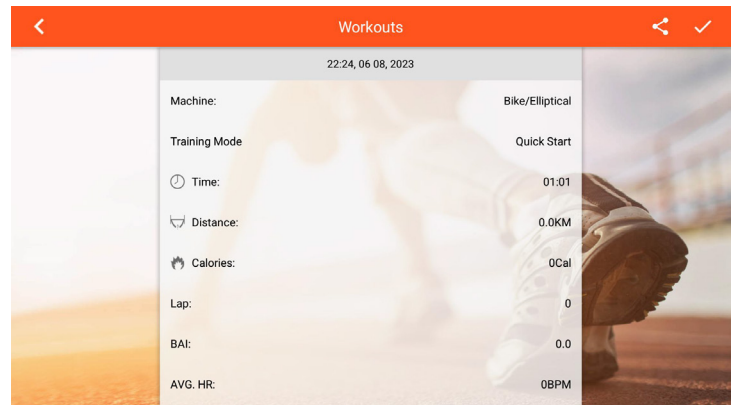 Workouts
22:24, 06 08, 2023
Machine: Bike/Elliptical
Training Mode Quick Start
Time: 01:01
Distance: 0.0KM
Calories: 0Cal
Lap: 0
BAI: 0.0
AVG. HR: 0BPM